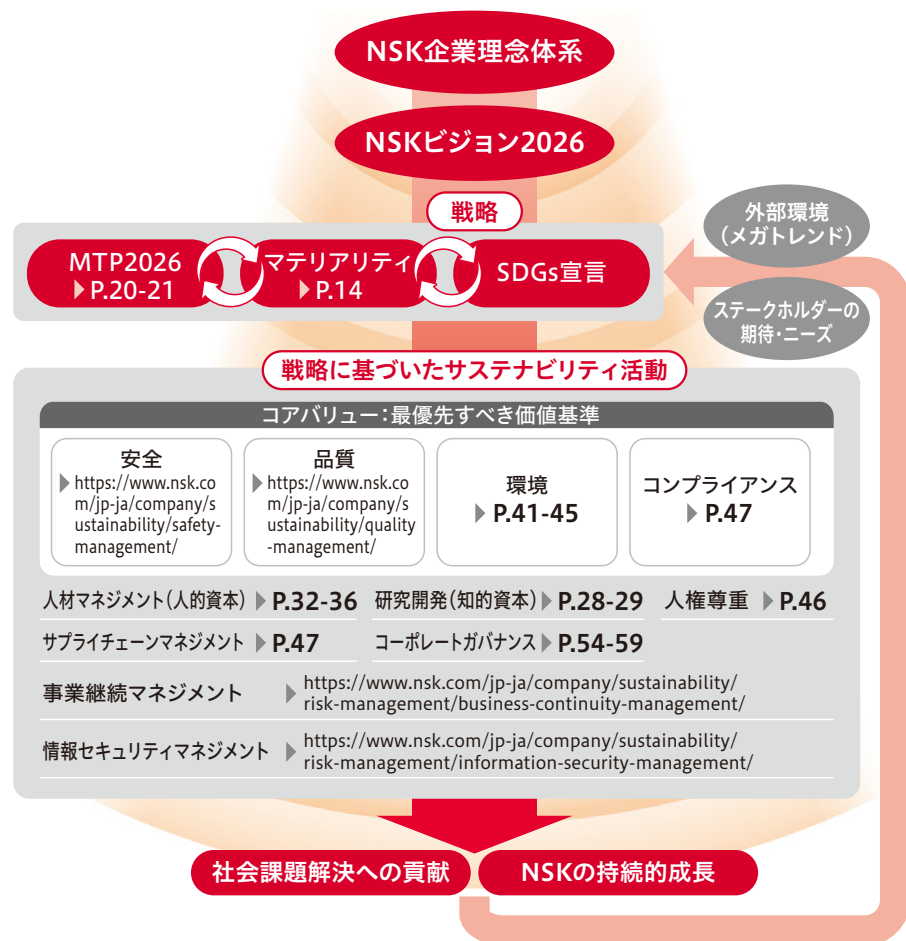 NSK企業理念体系
NSKビジョン2026
戦略
MTP2026
▶P.20-21
マテリアリティ
▶P.14
SDGs宣言
外部環境
（メガトレンド）
ステークホルダーの
期待・ニーズ
戦略に基づいたサステナビリティ活動
コアバリュー：最優先すべき価値基準
安全
▶https://www.nsk.co
m/jp-ja/company/s
ustainability/safety-
management/
品質
▶https://www.nsk.co
m/jp-ja/company/s
ustainability/quality
-management/
環境
▶P.41-45
コンプライアンス
▶P.47
人材マネジメント（人的資本）▶P.32-36
研究開発（知的資本）▶P.28-29
人権尊重 ▶P.46
サプライチェーンマネジメント ▶P.47
コーポレートガバナンス▶P.54-59
事業継続マネジメント ▶https://www.nsk.com/jp-ja/company/sustainability/
risk-management/business-continuity-management/
情報セキュリティマネジメント ▶https://www.nsk.com/jp-ja/company/sustainability/
risk-management/information-security-management/
社会課題解決への貢献
NSKの持続的成長